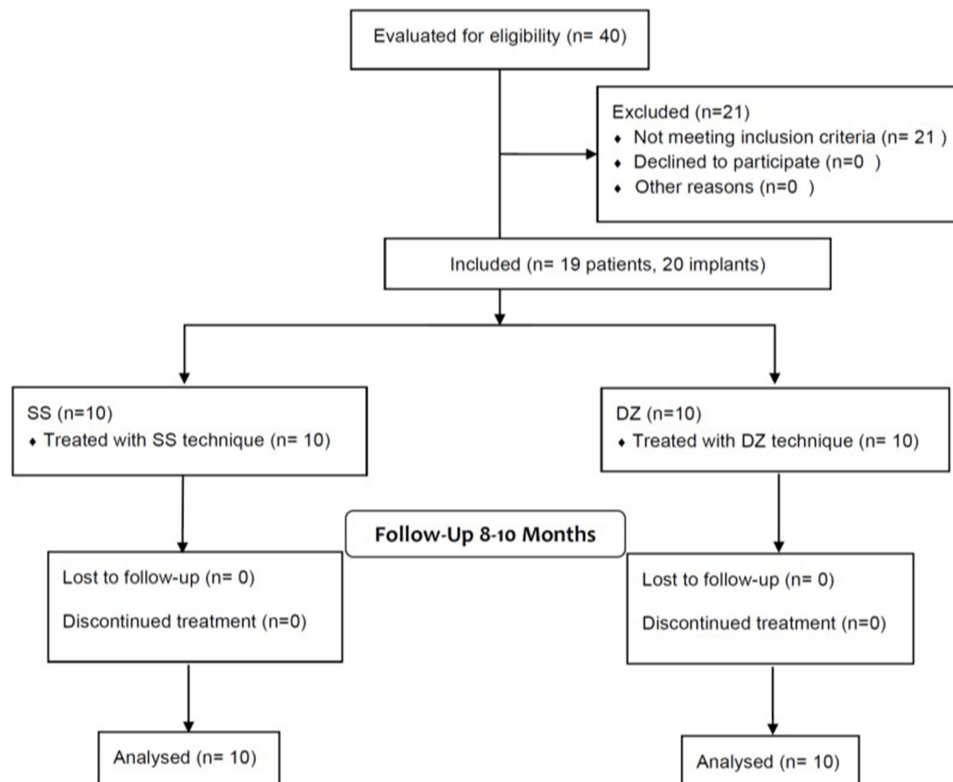 Evaluated for eligibility (n= 40)
Excluded (n=21)
♦ Not meeting inclusion criteria (n= 21 )
♦ Declined to participate (n=0 )
♦ Other reasons (n=0 )
Included (n= 19 patients, 20 implants)
SS (n=10)
♦ Treated with SS technique (n= 10)
DZ (n=10)
♦ Treated with DZ technique (n= 10)
Follow-Up 8-10 Months
Lost to follow-up (n= 0)
Discontinued treatment (n=0)
Lost to follow-up (n= 0)
Discontinued treatment (n=0)
Analysed (n= 10)
Analysed (n= 10)